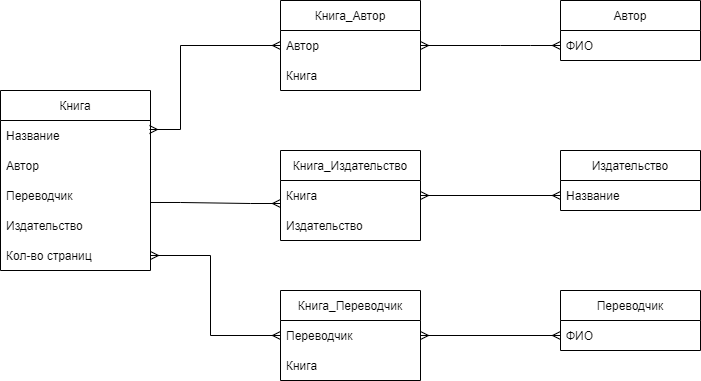 Книга_Автор
Автор
Книга
Автор
ФИО
Книга
Название
Автор
Переводчик
Издательство
Кол-во страниц
Книга_Издательство
Книга
Издательство
Издательство
Название
Книга_Переводчик
Переводчик
Книга
Переводчик
ФИО